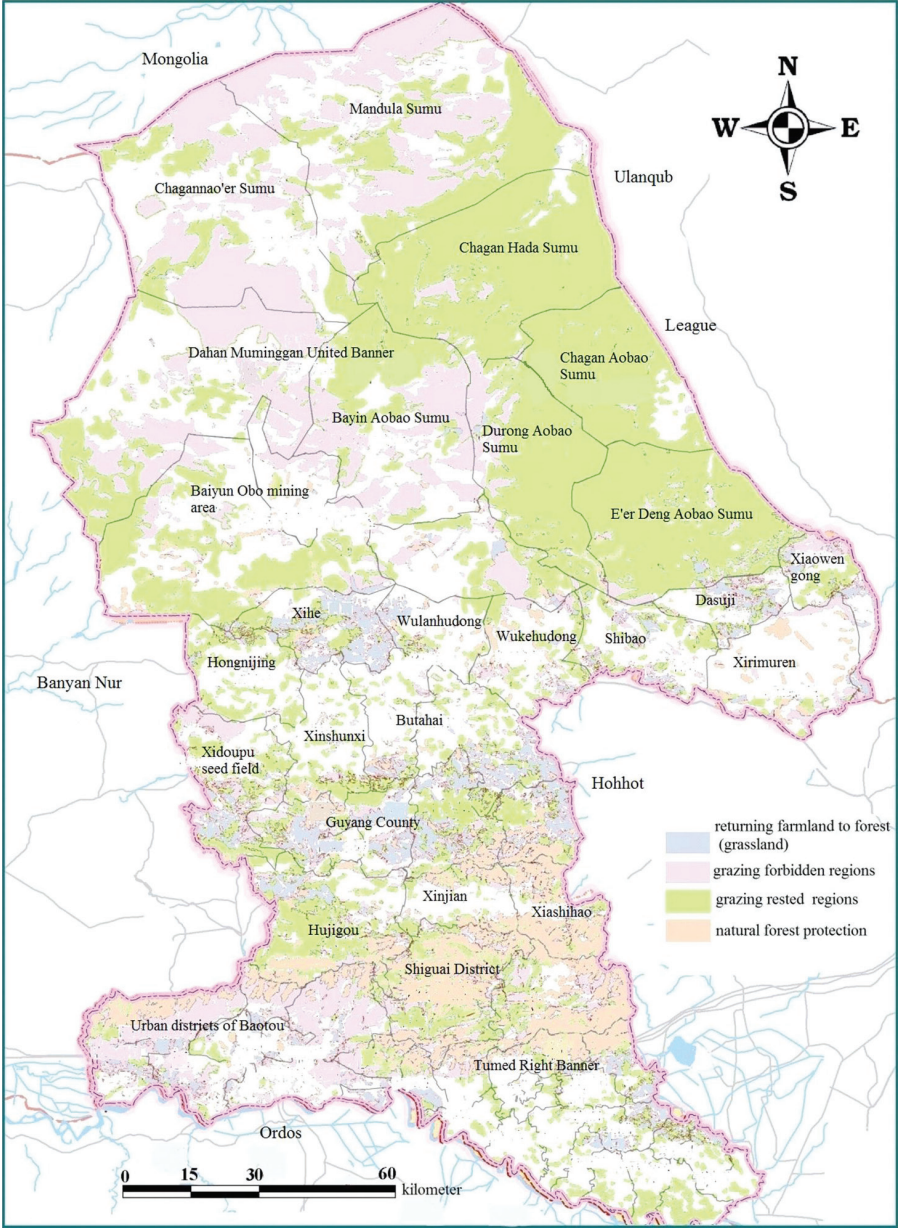 Mongolia
N
W
E
S
Mandula Sumu
Ulanqub
Chagannao'er Sumu
Chagan Hada Sumu
League
Dahan Muminggan United Banner
Chagan Aobao
Sumu
Bayin Aobao Sumu
Durong Aobao
Sumu
Baiyun Obo mining
area
E'er Deng Aobao Sumu
Xiaowen
gong
Dasuji
Xihe
Wulanhudong
Wukehudong
Shibao
Xirimuren
Hongnijing
Banyan Nur
Butahai
Xinshunxi
Xidoupu
seed field
Hohhot
Guyang County
returning farmland to forest
(grassland)
grazing forbidden regions
grazing rested regions
natural forest protection
Xinjian
Xiashihao
Hujigou
Shiguai District
Urban districts of Baotou
Tumed Right Banner
Ordos
0 15 30 60
kilometer